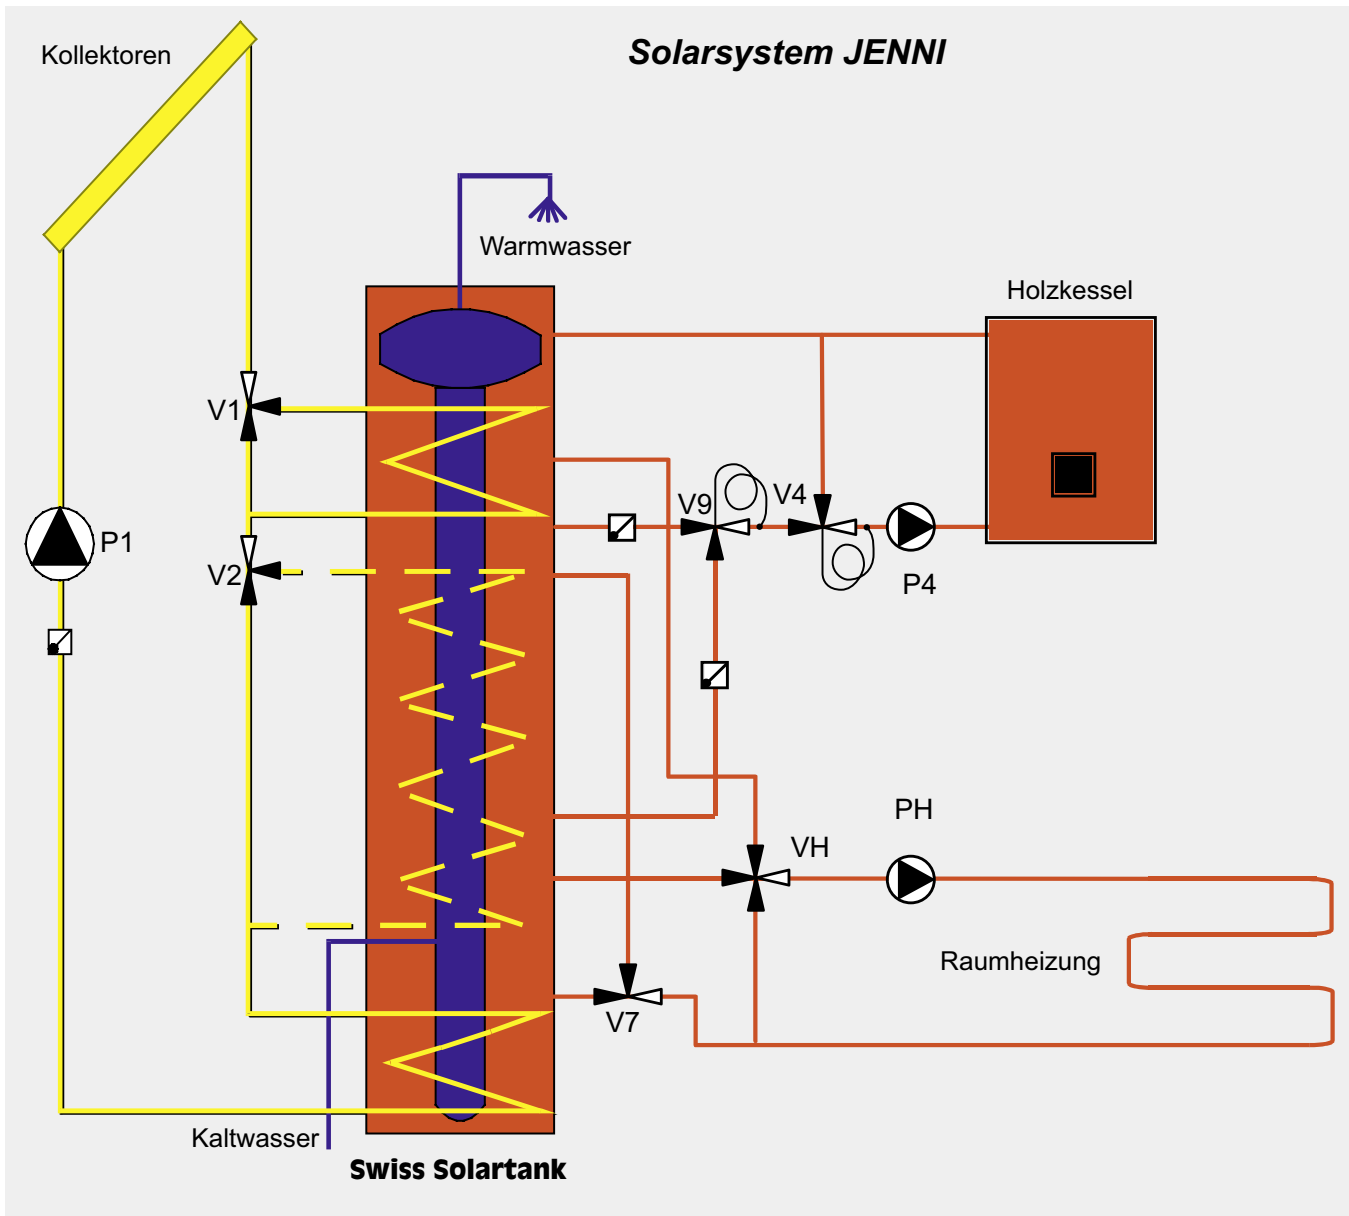 Kollektoren
Solarsystem JENNI
Warmwasser
Holzkessel
V1
V9
V4
P1
V2
P4
PH
VH
Raumheizung
V7
Kaltwasser
Swiss Solartank